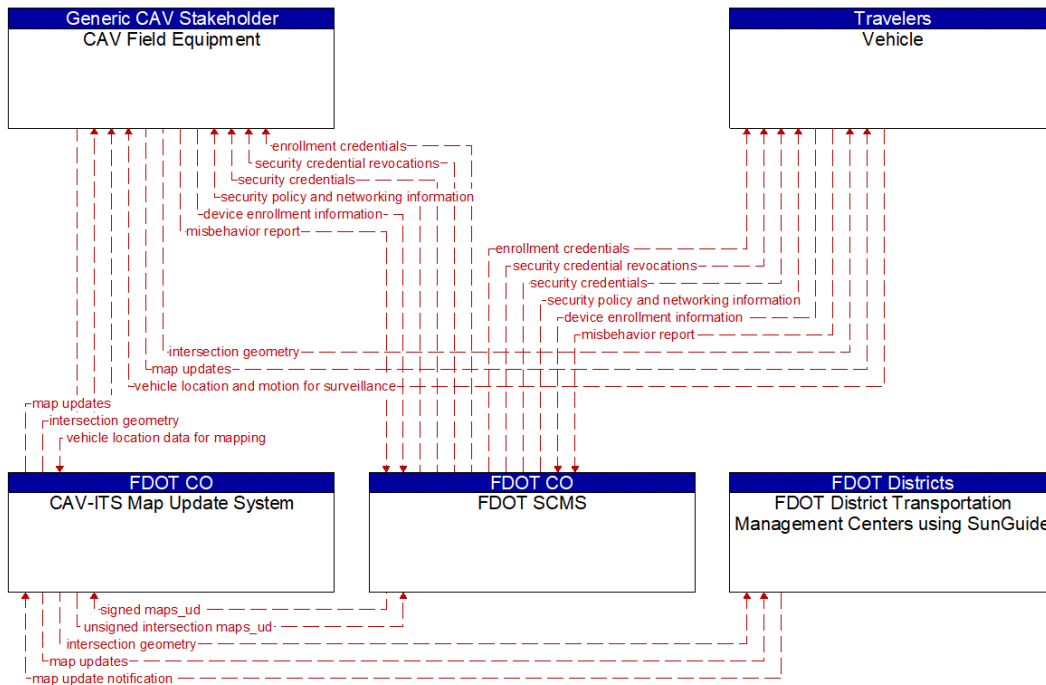 Generic CAV Stakeholder
CAV Field Equipment
Travelers
Vehicle
enrollment credentials
security credential revocations
security credentials
security policy and networking information
device enrollment information
misbehavior report
enrollment credentials
security credential revocations
security credentials
security policy and networking information
device enrollment information
misbehavior report
intersection geometry
map updates
vehicle location and motion for surveillance
map updates
intersection geometry
vehicle location data for mapping
FDOT CO
CAV-ITS Map Update System
FDOT CO
FDOT SCMS
FDOT Districts
FDOT District Transportation
Management Centers using SunGuide
signed maps_ud
unsigned intersection maps_ud
intersection geometry
map updates
map update notification